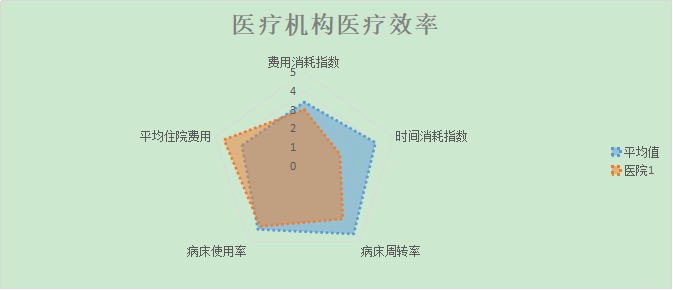 医疗机构医疗效率
费用消耗指数
5
4
3
2
1
0
平均住院费用
时间消耗指数
平均值
医院1
病床使用率
病床周转率